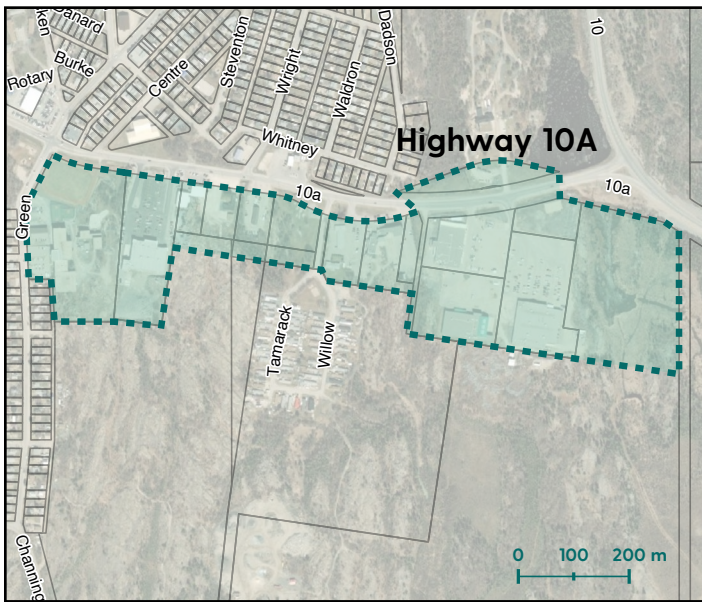 ken
Danard
Burke
Rotary
Centre
Steventon
Wright
Waldron
Dadson
10
Whitney
Highway 10A
10a
10a
Green
Tamarack
Willow
Channing
0 100 200 m